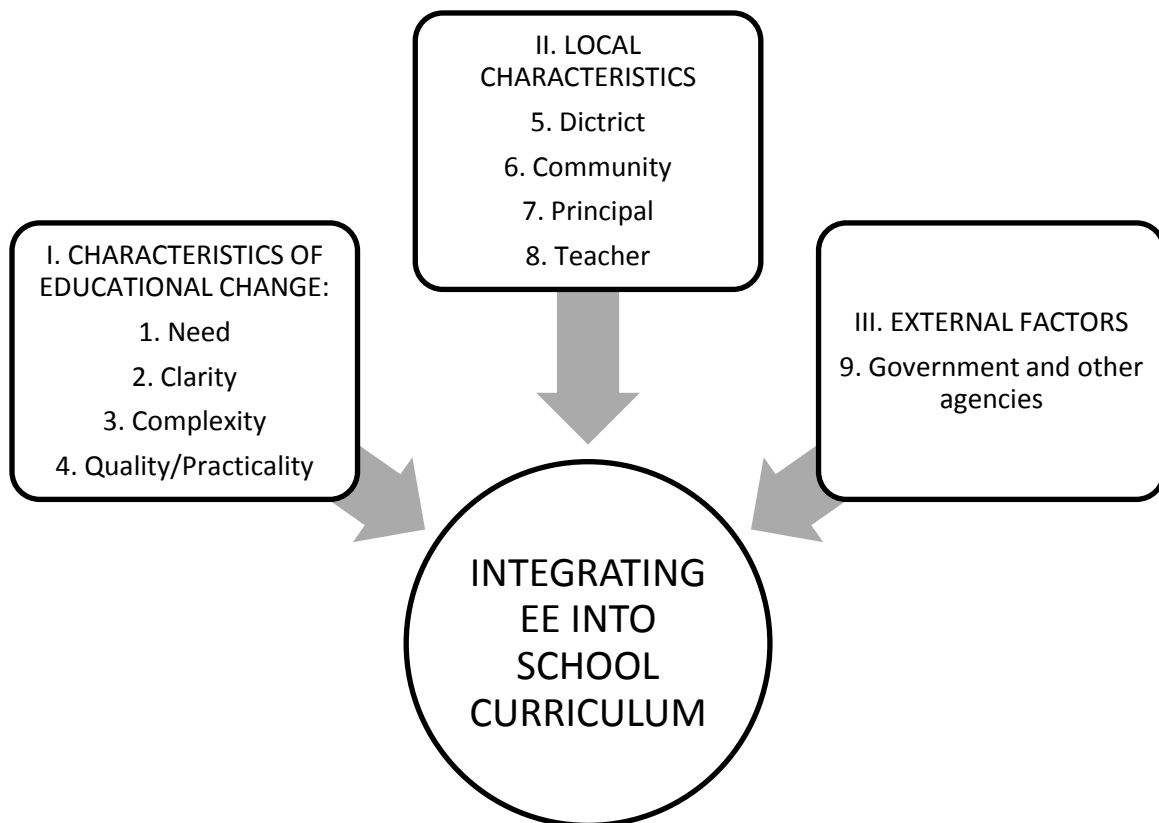 I. CHARACTERISTICS OF
EDUCATIONAL CHANGE:
1. Need
2. Clarity
3. Complexity
4. Quality/Practicality
II. LOCAL
CHARACTERISTICS
5. Dictrict
6. Community
7. Principal
8. Teacher
III. EXTERNAL FACTORS
9. Government and other
agencies
INTEGRATING
EE INTO
SCHOOL
CURRICULUM